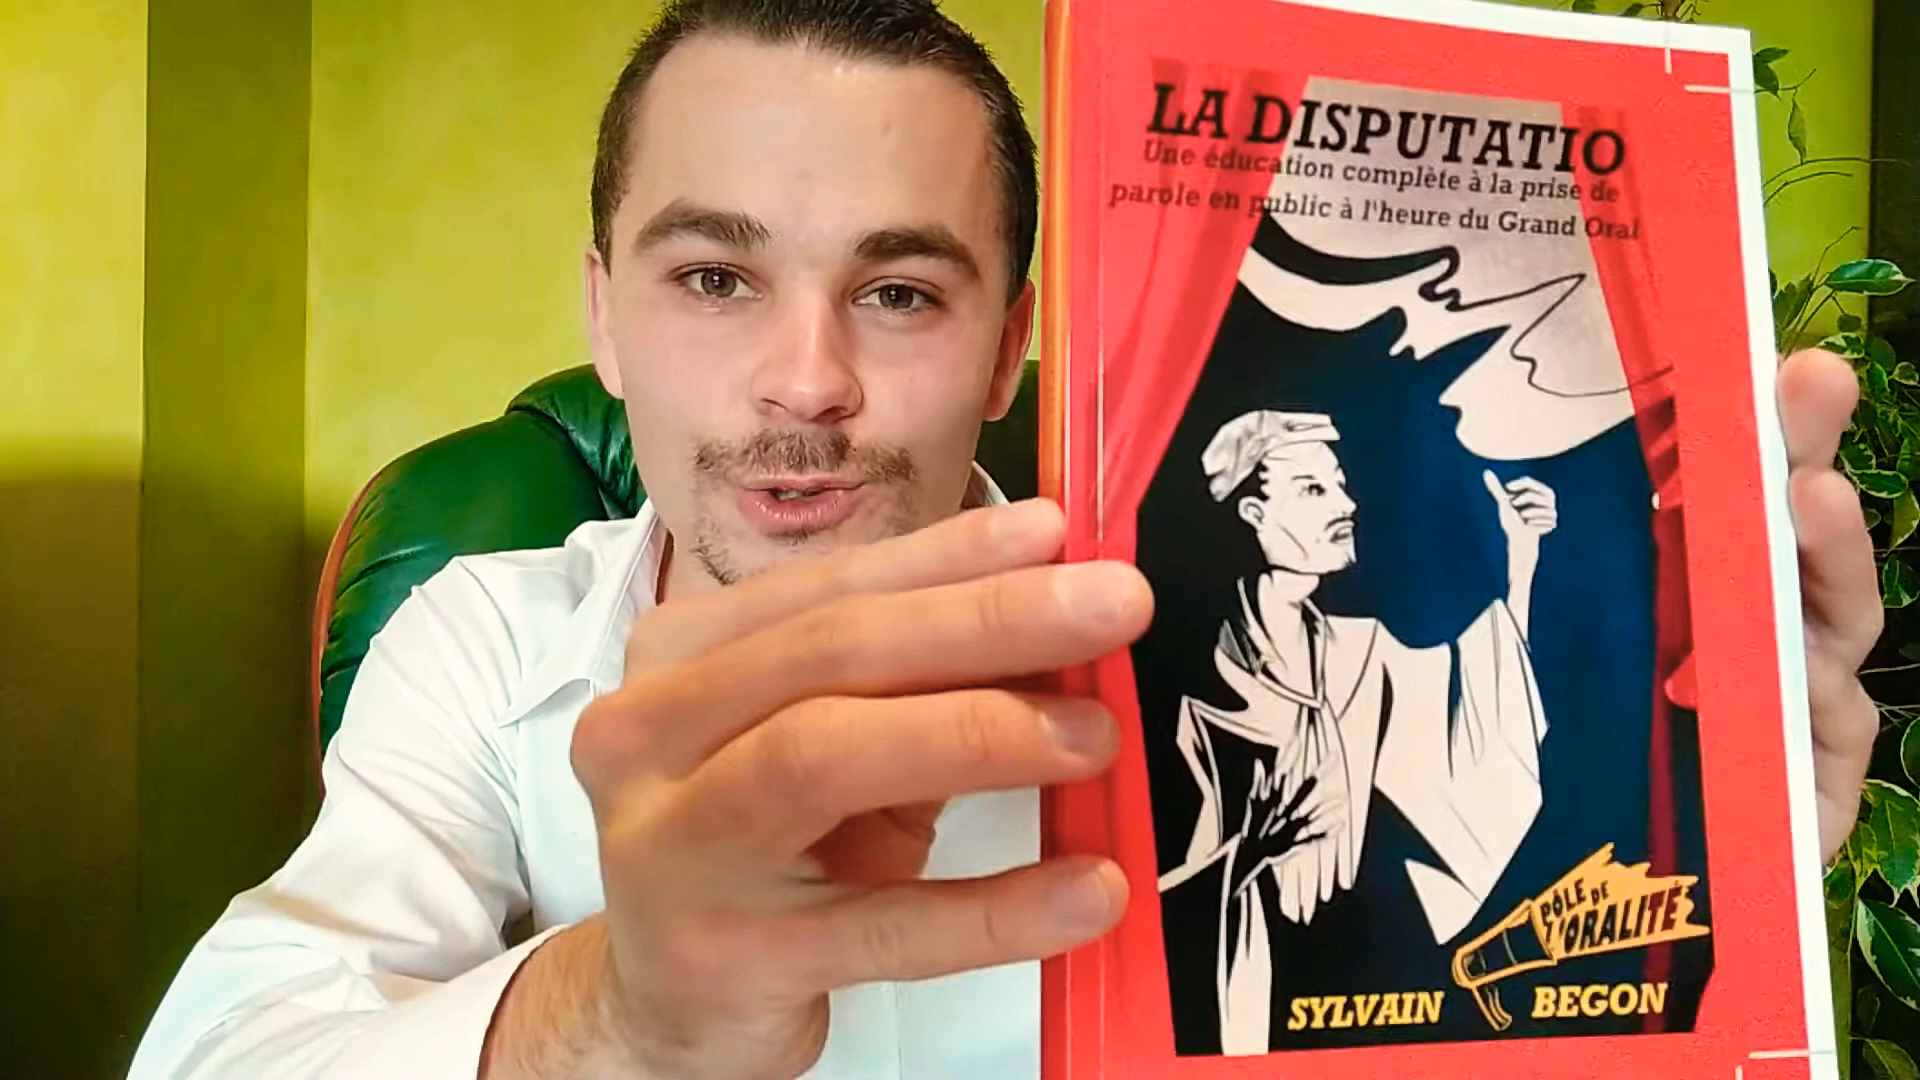 LA DISPUTATIO
Une éducation complète à la prise de
parole en public à l'heure du Grand Oral
PÔLE DE
L'ORALITÉ
SYLVAIN BEGON